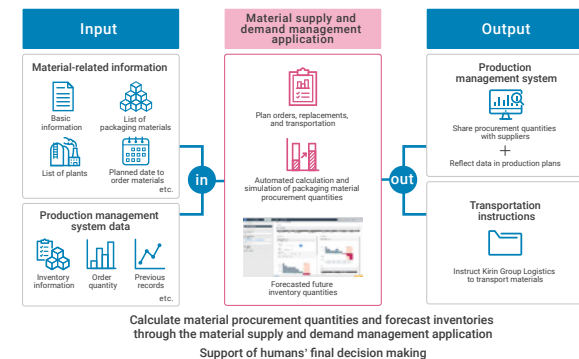 Input
Material-related information
Basic
information
List of
packaging materials
List of plants
Planned date to
order materials
etc.
Production management
system data
Inventory
information
Order
quantity
Previous
records
etc.
in
Material supply and
demand management
application
Plan orders, replacements,
and transportation
Automated calculation and
simulation of packaging material
procurement quantities
Forecasted future
inventory quantities
out
Output
Production
management system
Share procurement quantities
with suppliers
+
Reflect data in production plans
Transportation
instructions
Instruct Kirin Group Logistics
to transport materials
Calculate material procurement quantities and forecast inventories
through the material supply and demand management application
Support of humans' final decision making